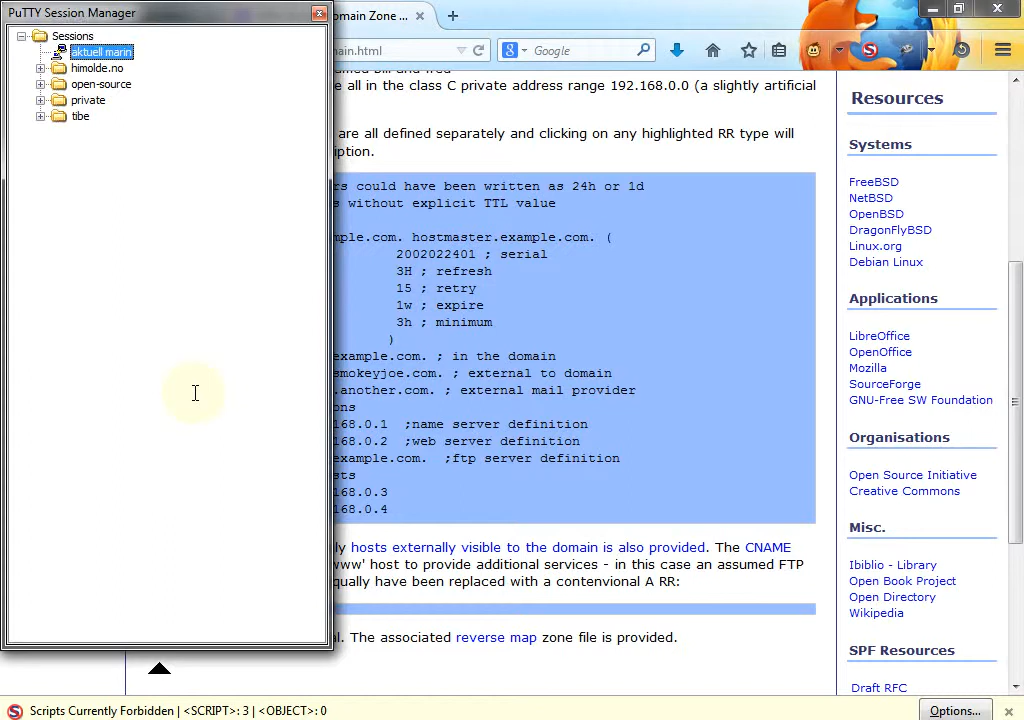 PuTTY Session Manager
Sessions
aktuell marin
himolde.no
open-source
private
tibe
omain Zone ...
ain.html
Google
amed bill and fred
e all in the class C private address range 192.168.0.0 (a slightly artificial
are all defined separately and clicking on any highlighted RR type will
iption.
rs could have been written as 24h or 1d
s without explicit TTL value
mple.com. hostmaster.example.com. (
2002022401 ; serial
3H ; refresh
15 ; retry
1w ; expire
3h ; minimum
)
example.com. ; in the domain
smokeyjoe.com. ; external to domain
.another.com. ; external mail provider
ons
168.0.1 ;name server definition
168.0.2 ;web server definition
example.com. ;ftp server definition
sts
168.0.3
168.0.4
ly hosts externally visible to the domain is also provided. The CNAME
www' host to provide additional services - in this case an assumed FTP
qually have been replaced with a contenvional A RR:
al. The associated reverse map zone file is provided.
Resources
Systems
FreeBSD
NetBSD
OpenBSD
DragonFlyBSD
Linux.org
Debian Linux
Applications
LibreOffice
OpenOffice
Mozilla
SourceForge
GNU-Free SW Foundation
Organisations
Open Source Initiative
Creative Commons
Misc.
Ibiblio - Library
Open Book Project
Open Directory
Wikipedia
SPF Resources
Draft RFC
Scripts Currently Forbidden | <SCRIPT>: 3 | <OBJECT>: 0
Options...